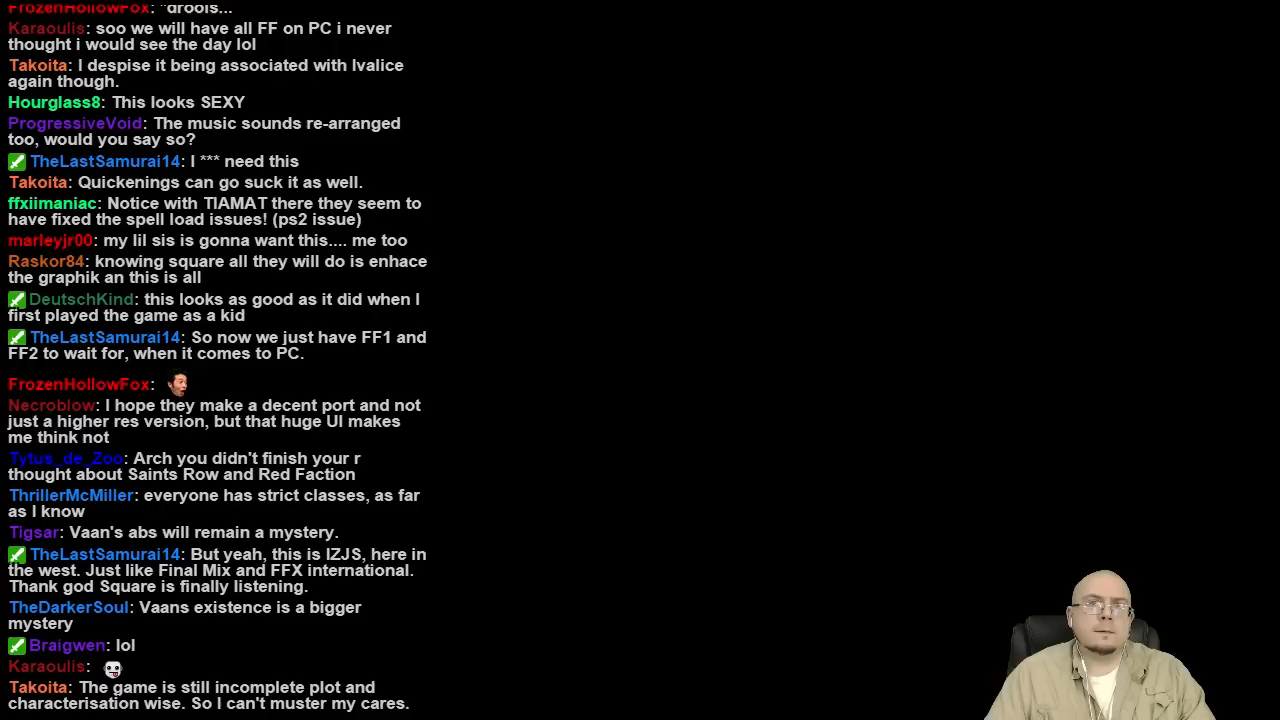 FrozenHollowFox: *drools...
Karaoulis: soo we will have all FF on PC i never
thought i would see the day lol
Takoita: I despise it being associated with Ivalice
again though.
Hourglass8: This looks SEXY
ProgressiveVoid: The music sounds re-arranged
too, would you say so?
TheLastSamurai14: I *** need this
Takoita: Quickenings can go suck it as well.
ffxiimaniac: Notice with TIAMAT there they seem to
have fixed the spell load issues! (ps2 issue)
marleyjr00: my lil sis is gonna want this.... me too
Raskor84: knowing square all they will do is enhace
the graphik an this is all
DeutschKind: this looks as good as it did when I
first played the game as a kid
TheLastSamurai14: So now we just have FF1 and
FF2 to wait for, when it comes to PC.
FrozenHollowFox:
Necroblow: I hope they make a decent port and not
just a higher res version, but that huge UI makes
me think not
Tytus_de_Zoo: Arch you didn't finish your r
thought about Saints Row and Red Faction
ThrillerMcMiller: everyone has strict classes, as far
as I know
Tigsar: Vaan's abs will remain a mystery.
TheLastSamurai14: But yeah, this is IZJS, here in
the west. Just like Final Mix and FFX international.
Thank god Square is finally listening.
TheDarkerSoul: Vaans existence is a bigger
mystery
Braigwen: lol
Karaoulis:
Takoita: The game is still incomplete plot and
characterisation wise. So I can't muster my cares.